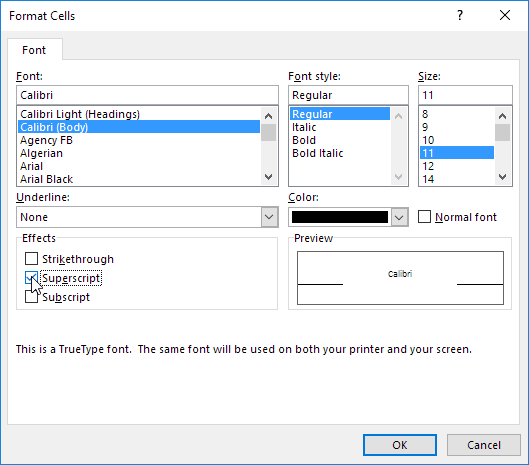 Format Cells
?
Font
Font: Font style: Size:
Calibri Regular 11
Calibri Light (Headings) Regular 8
Calibri (Body) Italic 9
Agency FB Bold 10
Algerian Bold Italic 11
Arial 12
Arial Black 14
Underline: Color:
None Normal font
Effects Preview
Strikethrough
Superscript Calibri
Subscript
This is a TrueType font.  The same font will be used on both your printer and your screen.
OK Cancel